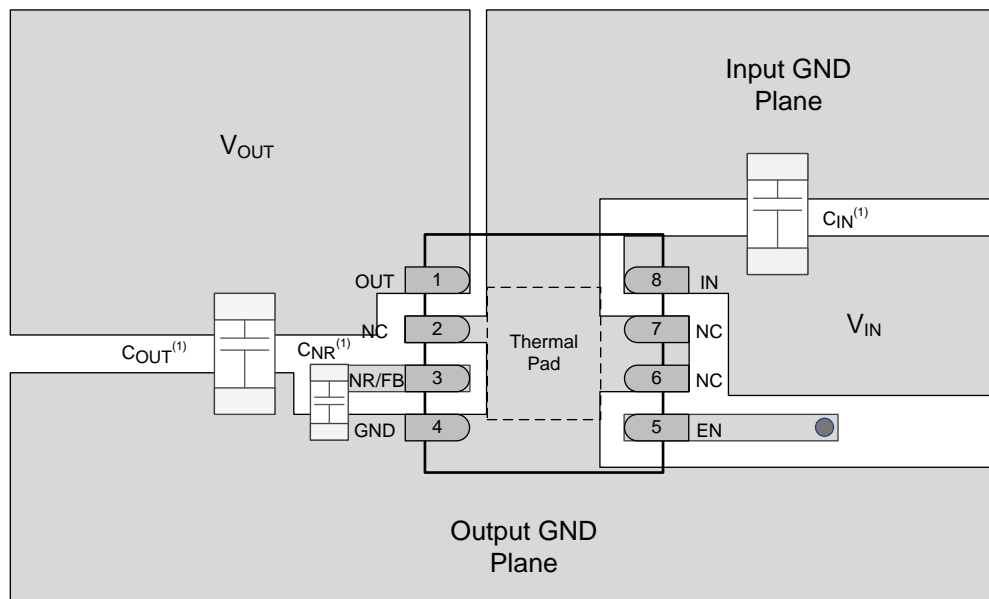 Input GND
Plane
VOUT
CIN(1)
OUT 1
8 IN
NC 2
7 NC
VIN
COUT(1)
CNR(1)
Thermal
Pad
NR/FB 3
6 NC
GND 4
5 EN
Output GND
Plane